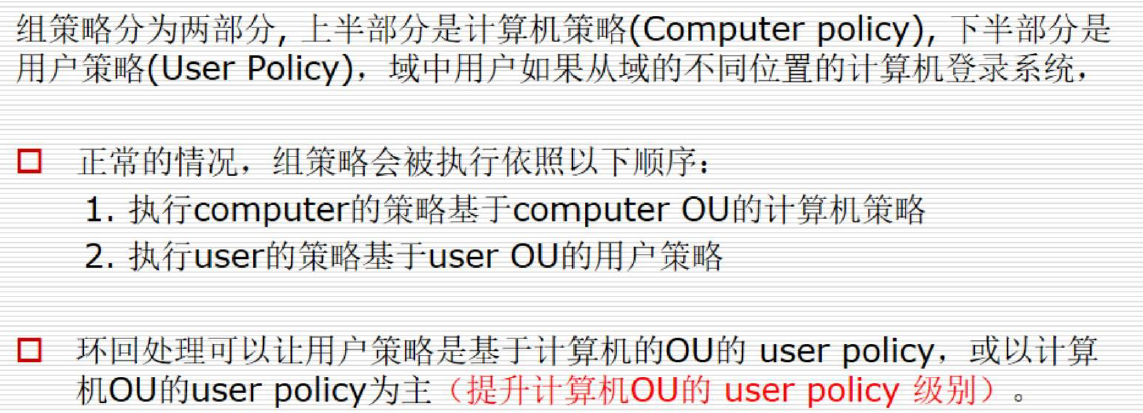 组策略分为两部分, 上半部分是计算机策略(Computer policy), 下半部分是
用户策略(User Policy)，域中用户如果从域的不同位置的计算机登录系统，
正常的情况，组策略会被执行依照以下顺序：
1. 执行computer的策略基于computer OU的计算机策略
2. 执行user的策略基于user OU的用户策略
环回处理可以让用户策略是基于计算机的OU的 user policy，或以计算
机OU的user policy为主（提升计算机OU的 user policy 级别）。